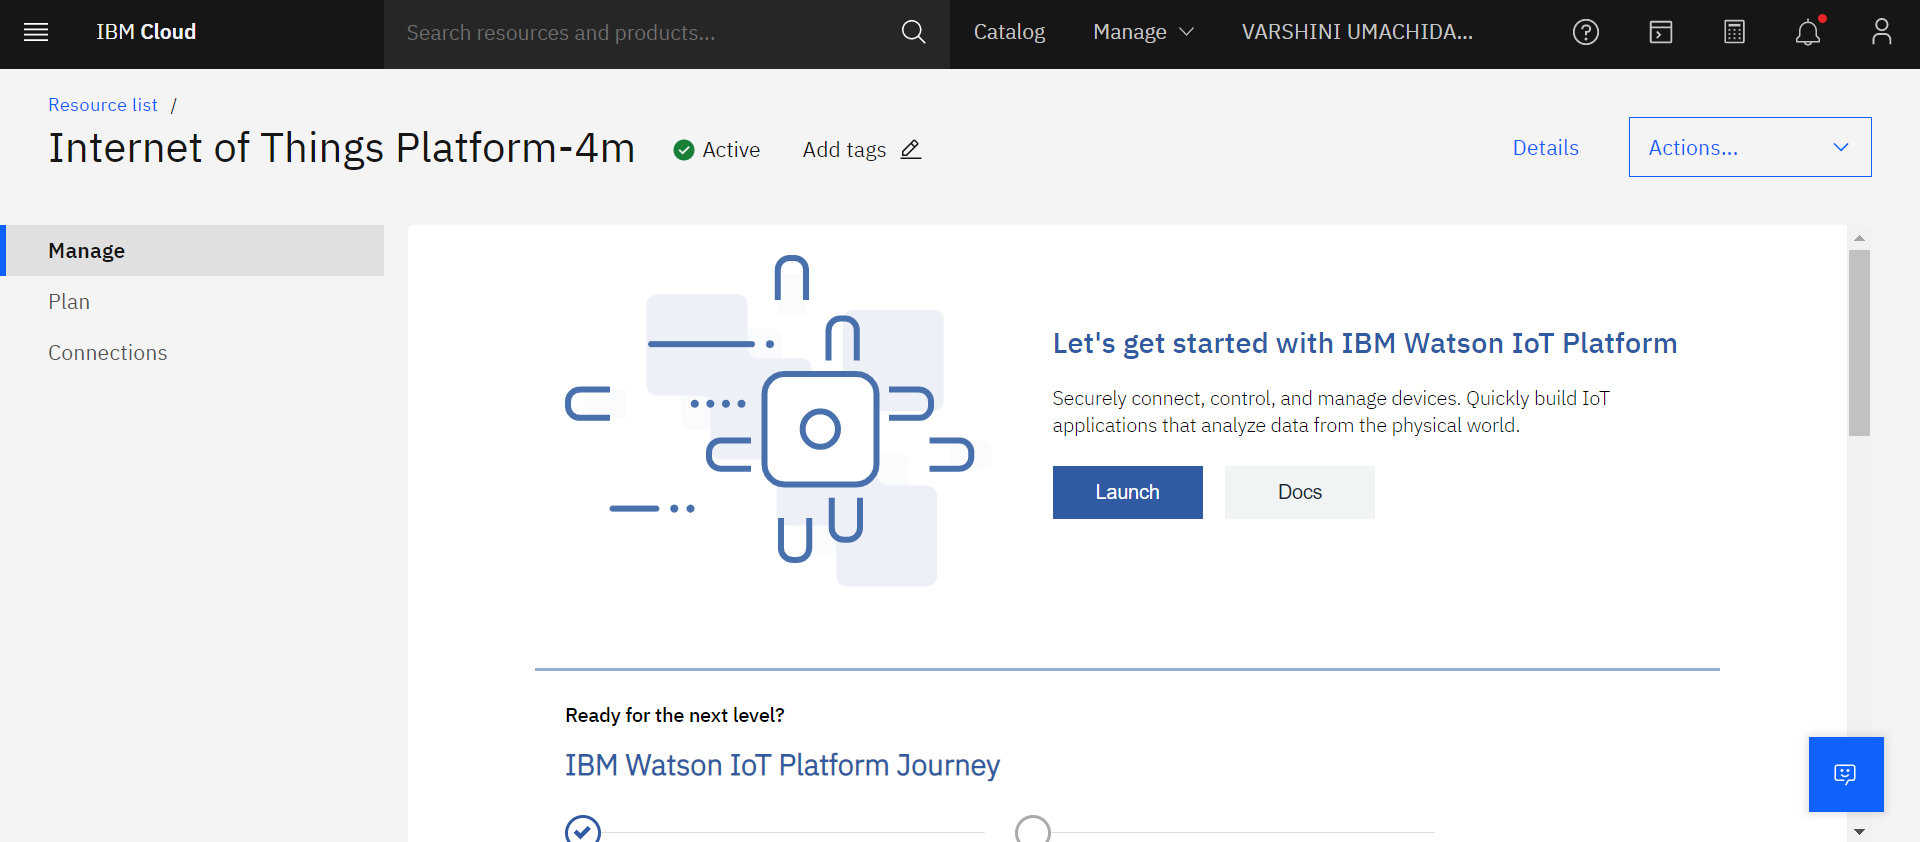 IBM Cloud
Search resources and products...
Catalog
Manage
VARSHINI UMACHIDA...
Resource list /
Internet of Things Platform-4m
Active
Add tags
Details
Actions...
Manage
Plan
Connections
Let's get started with IBM Watson IoT Platform
Securely connect, control, and manage devices. Quickly build IoT
applications that analyze data from the physical world.
Launch
Docs
Ready for the next level?
IBM Watson IoT Platform Journey